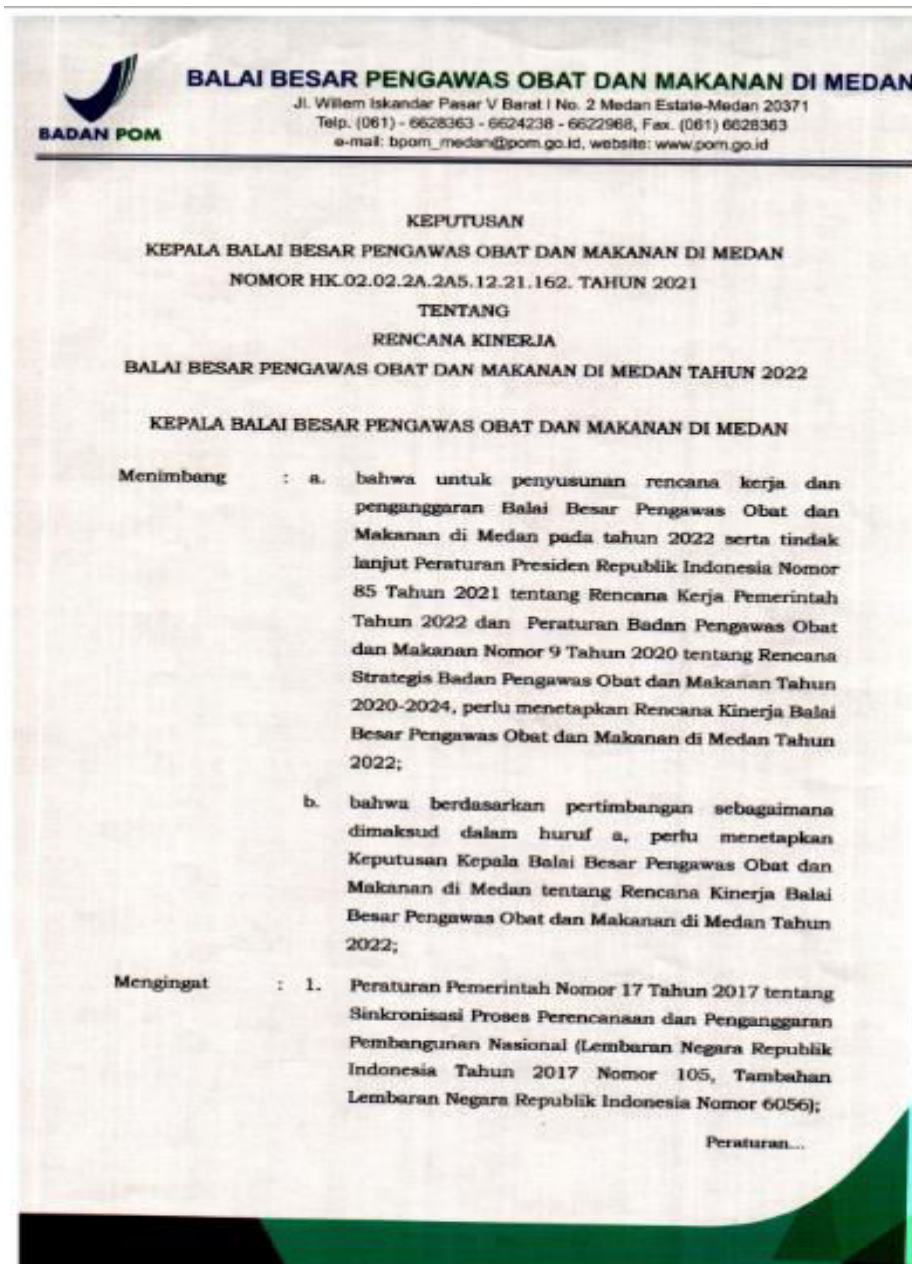 BADAN POM
BALAI BESAR PENGAWAS OBAT DAN MAKANAN DI MEDAN
Jl. Willem Iskandar Pasar V Barat I No. 2 Medan Estate-Medan 20371
Telp. (061) - 6628363 - 6624238 - 6622968, Fax. (061) 6628363
e-mail: bpom_medan@pom.go.id, website: www.pom.go.id
KEPUTUSAN
KEPALA BALAI BESAR PENGAWAS OBAT DAN MAKANAN DI MEDAN
NOMOR HK.02.02.2A.2A5.12.21.162. TAHUN 2021
TENTANG
RENCANA KINERJA
BALAI BESAR PENGAWAS OBAT DAN MAKANAN DI MEDAN TAHUN 2022
KEPALA BALAI BESAR PENGAWAS OBAT DAN MAKANAN DI MEDAN
Menimbang : a. bahwa untuk penyusunan rencana kerja dan
penganggaran Balai Besar Pengawas Obat dan
Makanan di Medan pada tahun 2022 serta tindak
lanjut Peraturan Presiden Republik Indonesia Nomor
85 Tahun 2021 tentang Rencana Kerja Pemerintah
Tahun 2022 dan Peraturan Badan Pengawas Obat
dan Makanan Nomor 9 Tahun 2020 tentang Rencana
Strategis Badan Pengawas Obat dan Makanan Tahun
2020-2024, perlu menetapkan Rencana Kinerja Balai
Besar Pengawas Obat dan Makanan di Medan Tahun
2022;
b. bahwa berdasarkan pertimbangan sebagaimana
dimaksud dalam huruf a, perlu menetapkan
Keputusan Kepala Balai Besar Pengawas Obat dan
Makanan di Medan tentang Rencana Kinerja Balai
Besar Pengawas Obat dan Makanan di Medan Tahun
2022;
Mengingat : 1. Peraturan Pemerintah Nomor 17 Tahun 2017 tentang
Sinkronisasi Proses Perencanaan dan Penganggaran
Pembangunan Nasional (Lembaran Negara Republik
Indonesia Tahun 2017 Nomor 105, Tambahan
Lembaran Negara Republik Indonesia Nomor 6056);
Peraturan...